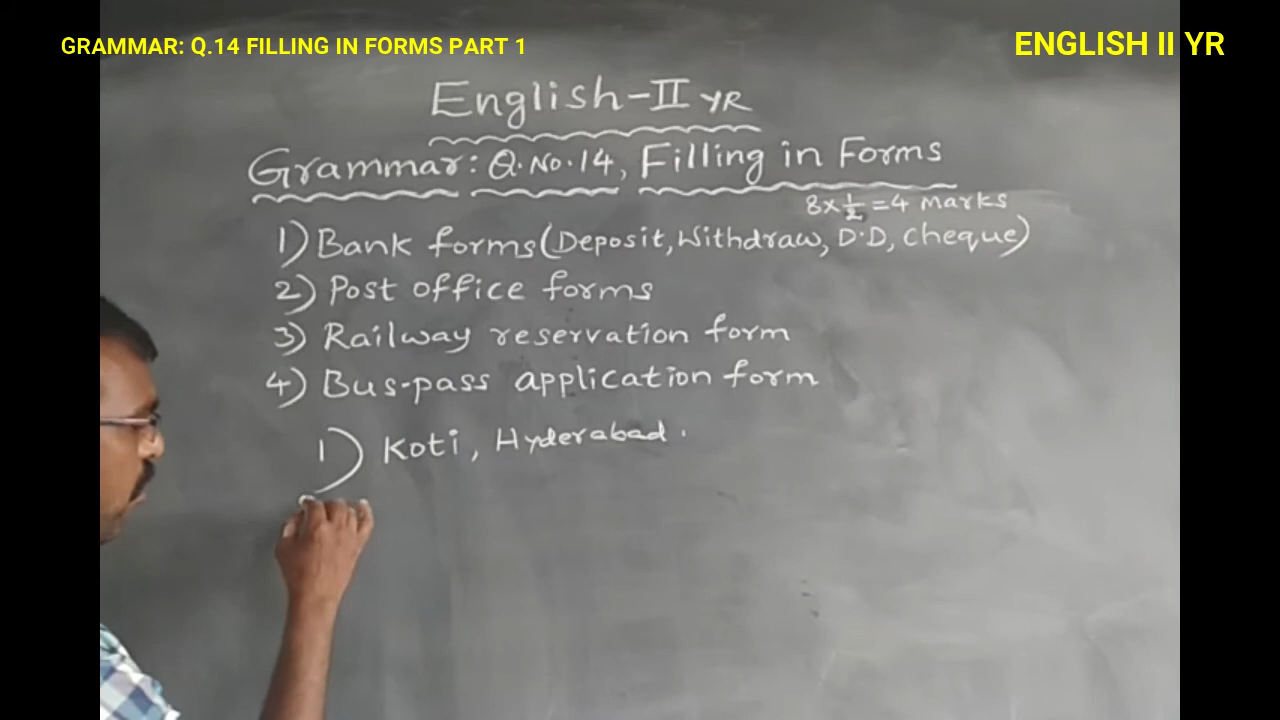 GRAMMAR: Q.14 FILLING IN FORMS PART 1
ENGLISH II YR
English-II YR
Grammar: Q.No.14, Filling in Forms
8x1/2=4 marks
1) Bank forms(Deposit, Withdraw, D.D, cheque)
2) Post office forms
3) Railway reservation form
4) Bus-pass application form
1) Koti, Hyderabad.